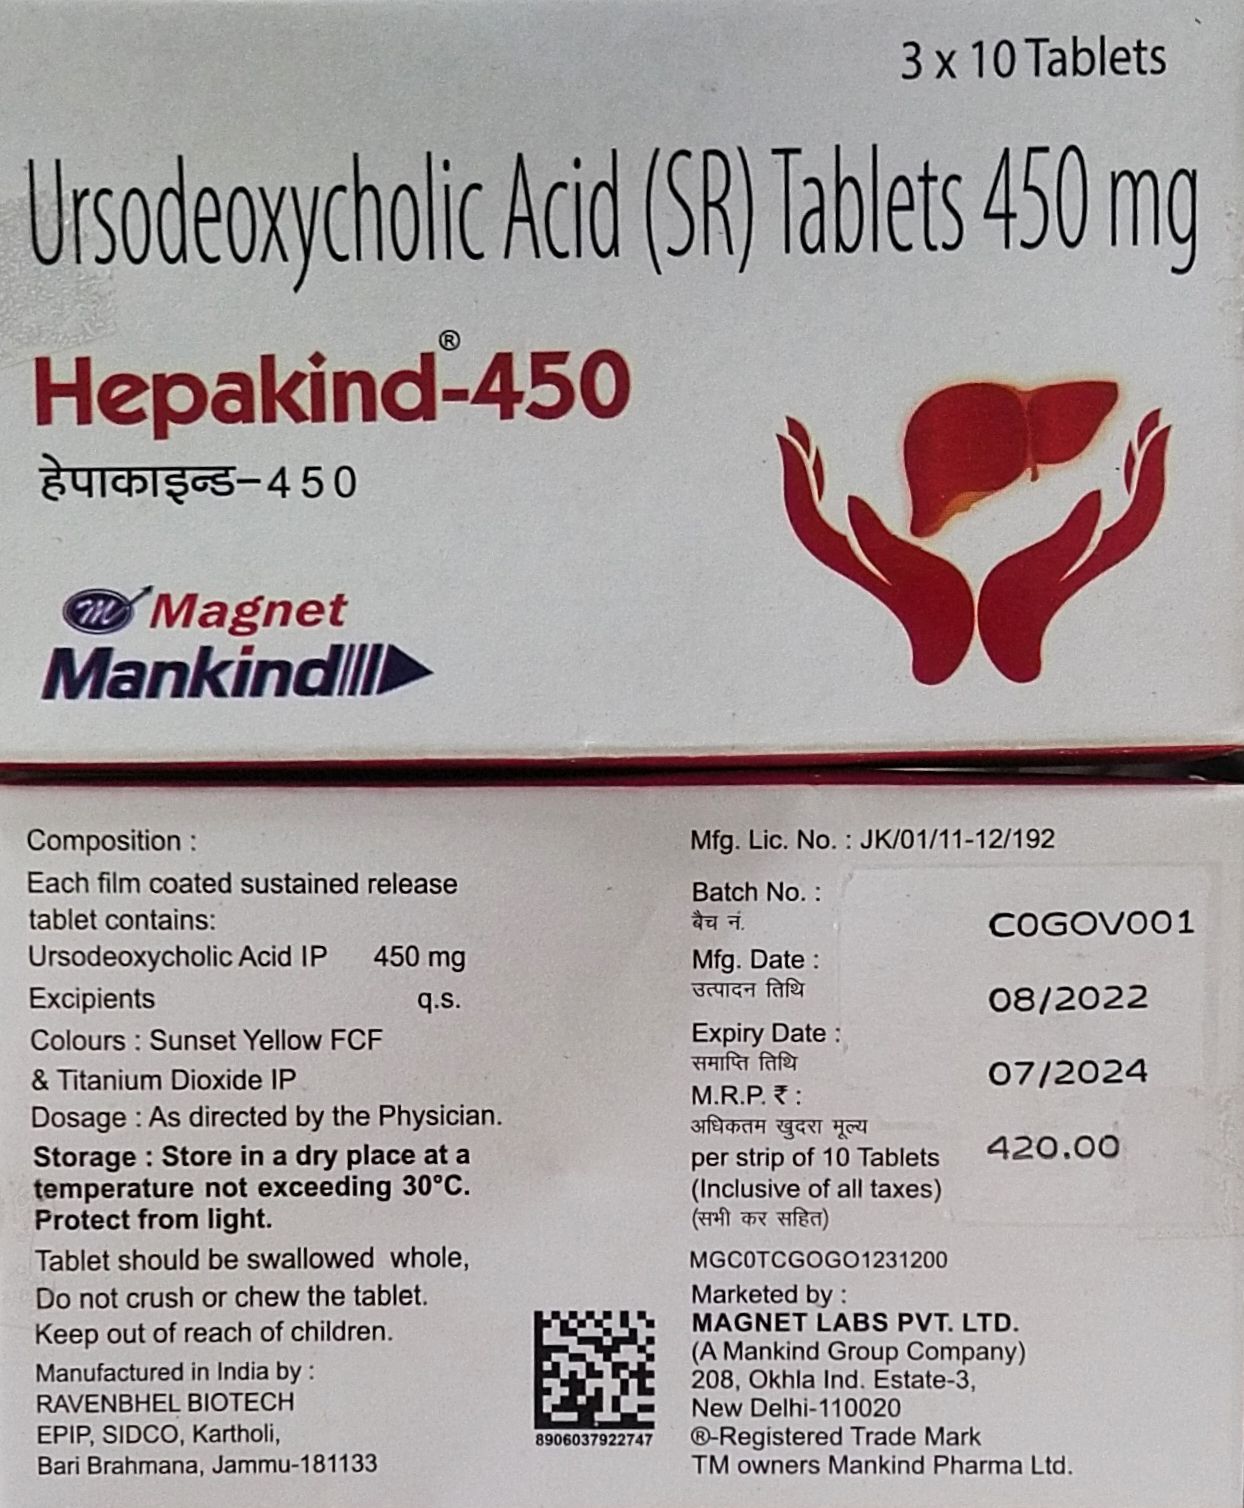 3 x 10 Tablets
Ursodeoxycholic Acid (SR) Tablets 450 mg
Hepakind®-450
हेपाकाइन्ड-450
m Magnet
Mankind
Composition :
Each film coated sustained release
tablet contains:
Ursodeoxycholic Acid IP 450 mg
Excipients q.s.
Colours : Sunset Yellow FCF
& Titanium Dioxide IP
Dosage : As directed by the Physician.
Storage : Store in a dry place at a
temperature not exceeding 30°C.
Protect from light.
Tablet should be swallowed whole,
Do not crush or chew the tablet.
Keep out of reach of children.
Manufactured in India by :
RAVENBHEL BIOTECH
EPIP, SIDCO, Kartholi,
Bari Brahmana, Jammu-181133
8906037922747
Mfg. Lic. No. : JK/01/11-12/192
Batch No. :
बैच नं. C0GOV001
Mfg. Date :
उत्पादन तिथि 08/2022
Expiry Date :
समाप्ति तिथि 07/2024
M.R.P. ₹ :
अधिकतम खुदरा मूल्य 420.00
per strip of 10 Tablets
(Inclusive of all taxes)
(सभी कर सहित)
MGC0TCGOGO1231200
Marketed by :
MAGNET LABS PVT. LTD.
(A Mankind Group Company)
208, Okhla Ind. Estate-3,
New Delhi-110020
®-Registered Trade Mark
TM owners Mankind Pharma Ltd.